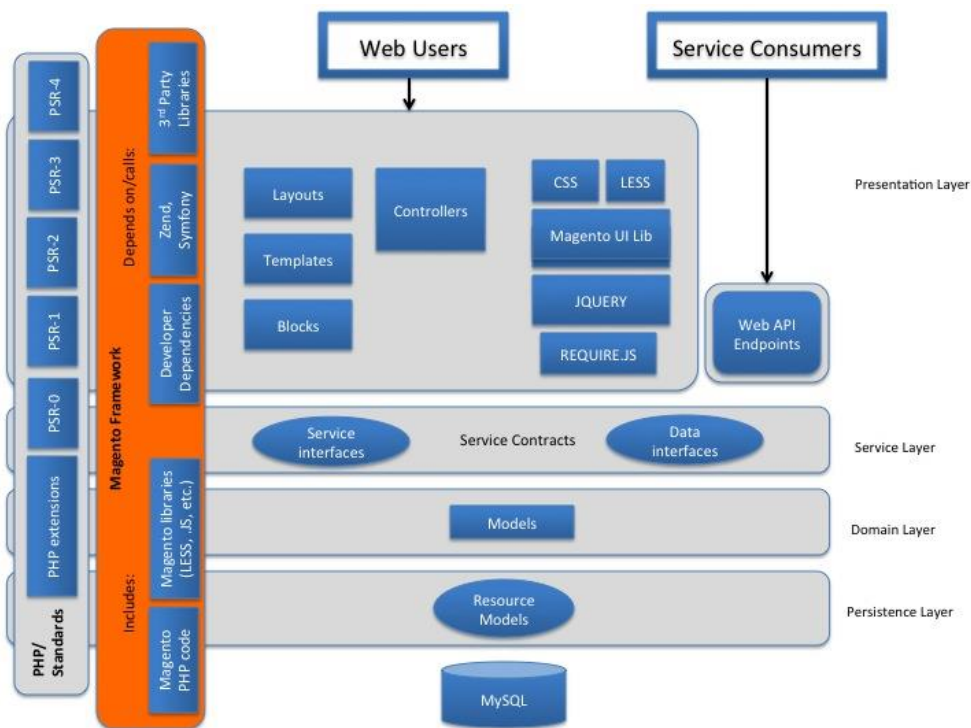 Web Users
Service Consumers
PSR-4
PSR-3
PSR-2
PSR-1
PSR-0
PHP extensions
PHP/
Standards
Magento Framework
Depends on/calls:
3rd Party
Libraries
Zend,
Symfony
Developer
Dependencies
Includes:
Magento libraries
(LESS, .JS, etc.)
Magento
PHP code
Layouts
Templates
Blocks
Controllers
CSS
LESS
Magento UI Lib
JQUERY
REQUIRE.JS
Web API
Endpoints
Presentation Layer
Service
interfaces
Service Contracts
Data
interfaces
Service Layer
Models
Domain Layer
Resource
Models
Persistence Layer
MySQL